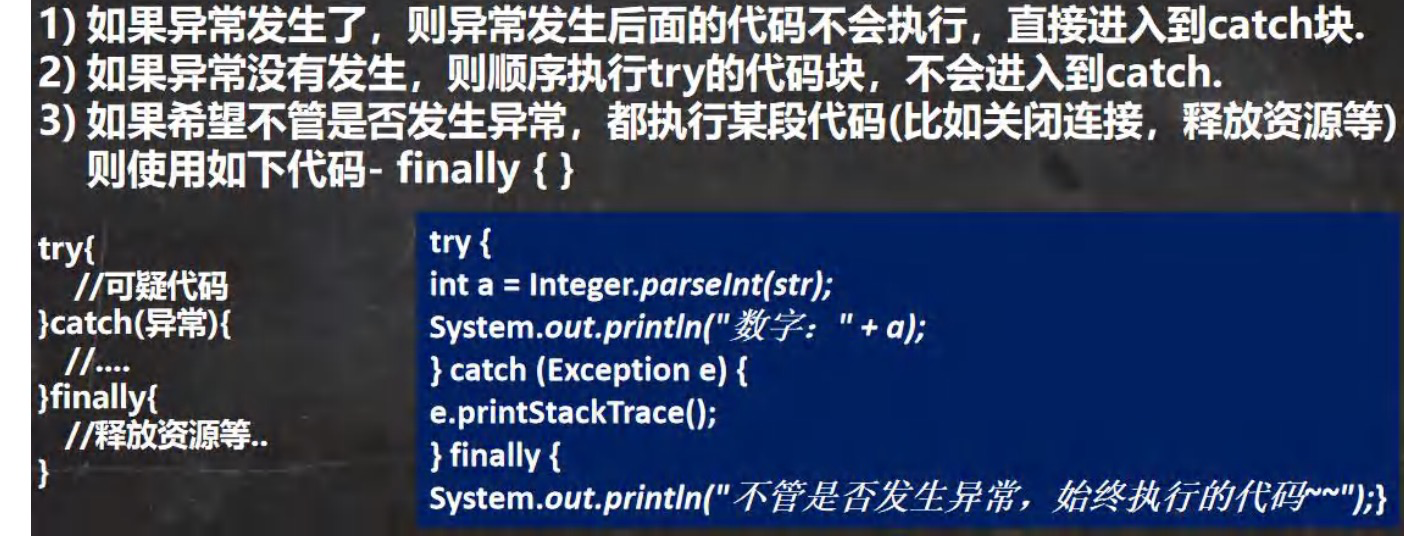 1) 如果异常发生了，则异常发生后面的代码不会执行，直接进入到catch块.
2) 如果异常没有发生，则顺序执行try的代码块，不会进入到catch.
3) 如果希望不管是否发生异常，都执行某段代码(比如关闭连接，释放资源等)
则使用如下代码- finally { }
try{
//可疑代码
}catch(异常){
//....
}finally{
//释放资源等..
}
try {
int a = Integer.parseInt(str);
System.out.println("数字：" + a);
} catch (Exception e) {
e.printStackTrace();
} finally {
System.out.println("不管是否发生异常，始终执行的代码~~");}